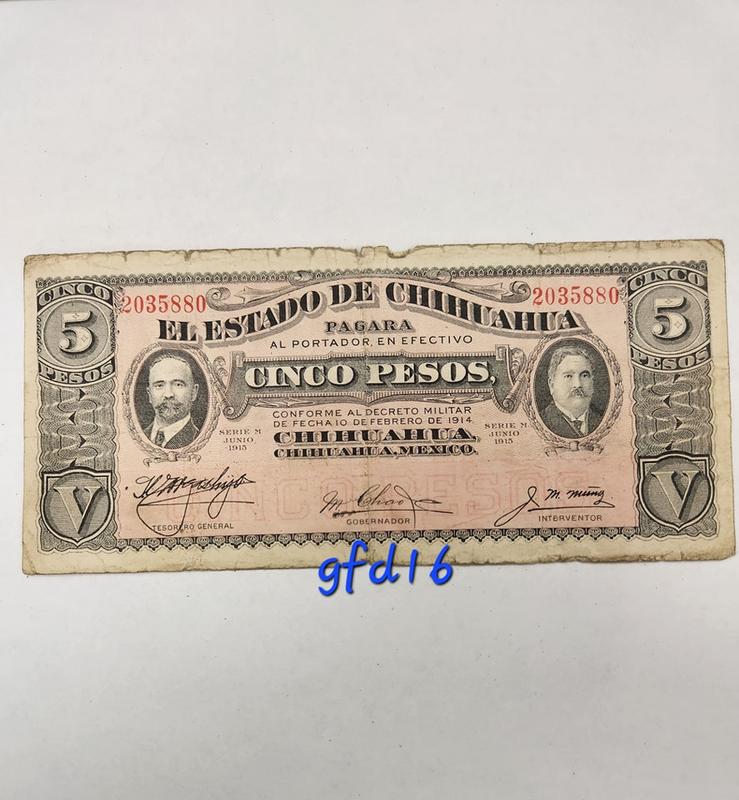 CINCO
5
PESOS
2035880
EL ESTADO DE CHIHUAHUA
2035880
CINCO
5
PESOS
PAGARA
AL PORTADOR, EN EFECTIVO
CINCO PESOS,
CONFORME AL DECRETO MILITAR
DE FECHA 10 DE FEBRERO DE 1914.
CHIHUAHUA,
CHIHUAHUA, MEXICO.
SERIE M
JUNIO
1915
SERIE M
JUNIO
1915
CINCO PESOS
V
TESORERO GENERAL
M Chao
GOBERNADOR
INTERVENTOR
V
gfd16